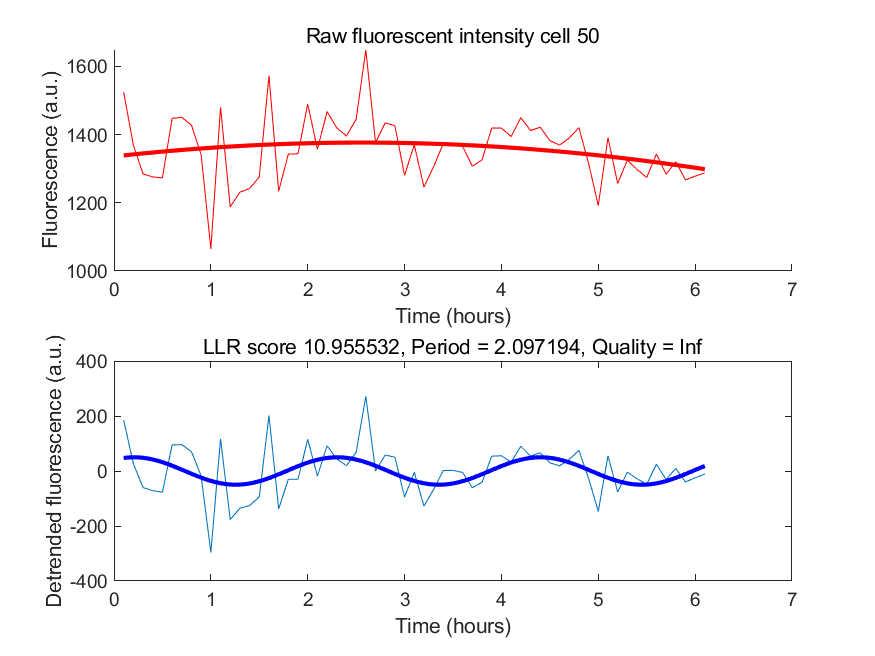 Raw fluorescent intensity cell 50
Fluorescence (a.u.)
1600
1400
1200
1000
0 1 2 3 4 5 6 7
Time (hours)
LLR score 10.955532, Period = 2.097194, Quality = Inf
Detrended fluorescence (a.u.)
400
200
0
-200
-400
0 1 2 3 4 5 6 7
Time (hours)